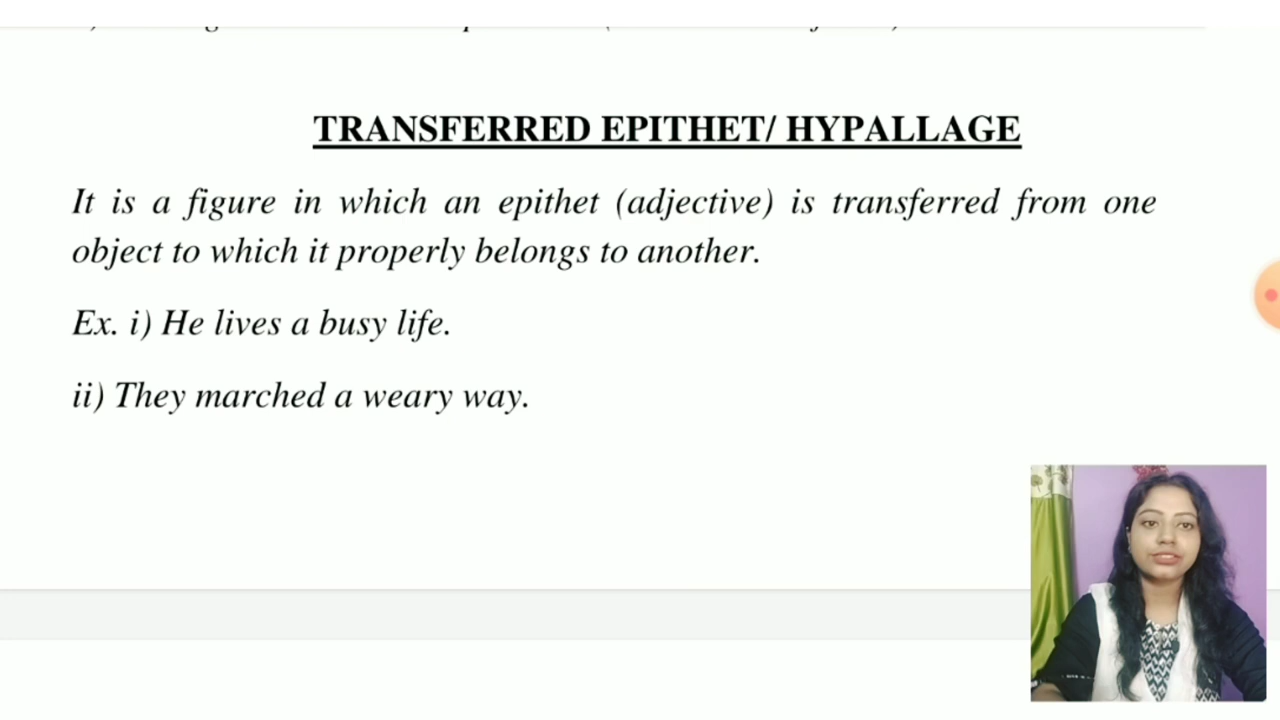 TRANSFERRED EPITHET/ HYPALLAGE
It is a figure in which an epithet (adjective) is transferred from one
object to which it properly belongs to another.
Ex. i) He lives a busy life.
ii) They marched a weary way.